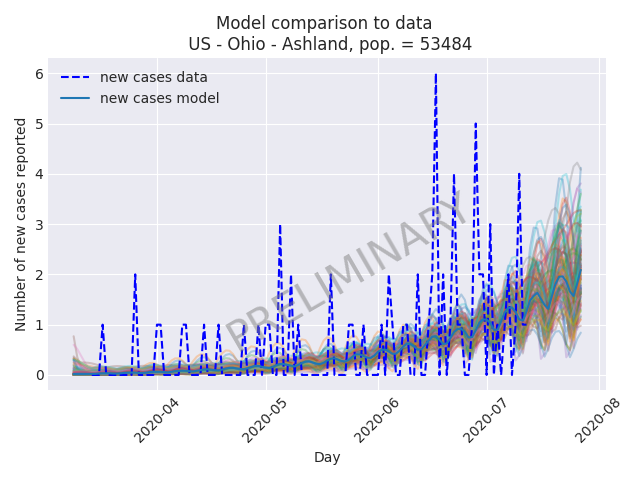 Model comparison to data
US - Ohio - Ashland, pop. = 53484
new cases data
new cases model
Number of new cases reported
6
5
4
3
2
1
0
PRELIMINARY
2020-04
2020-05
2020-06
2020-07
2020-08
Day